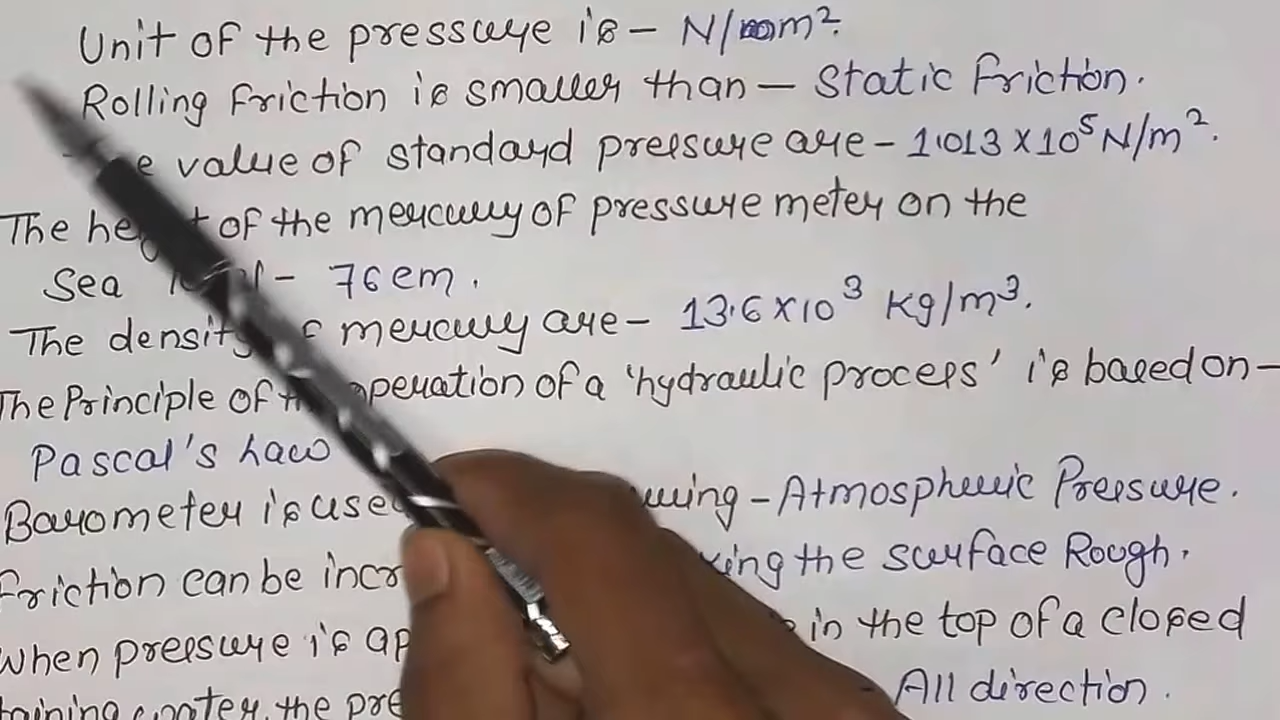 Unit of the pressure is - N/m².
Rolling friction is smaller than - Static Friction.
value of standard pressure are - 1.013 X 10⁵ N/m².
The of the mercury of pressure meter on the
Sea - 76 cm.
The density mercury are - 13.6 X 10³ Kg/m³.
The Principle of operation of a 'hydraulic process' is based on -
Pascal's Law
Barometer is - Atmospheric Pressure.
Friction can be the surface Rough.
When pressure is in the top of a closed
water, the All direction.